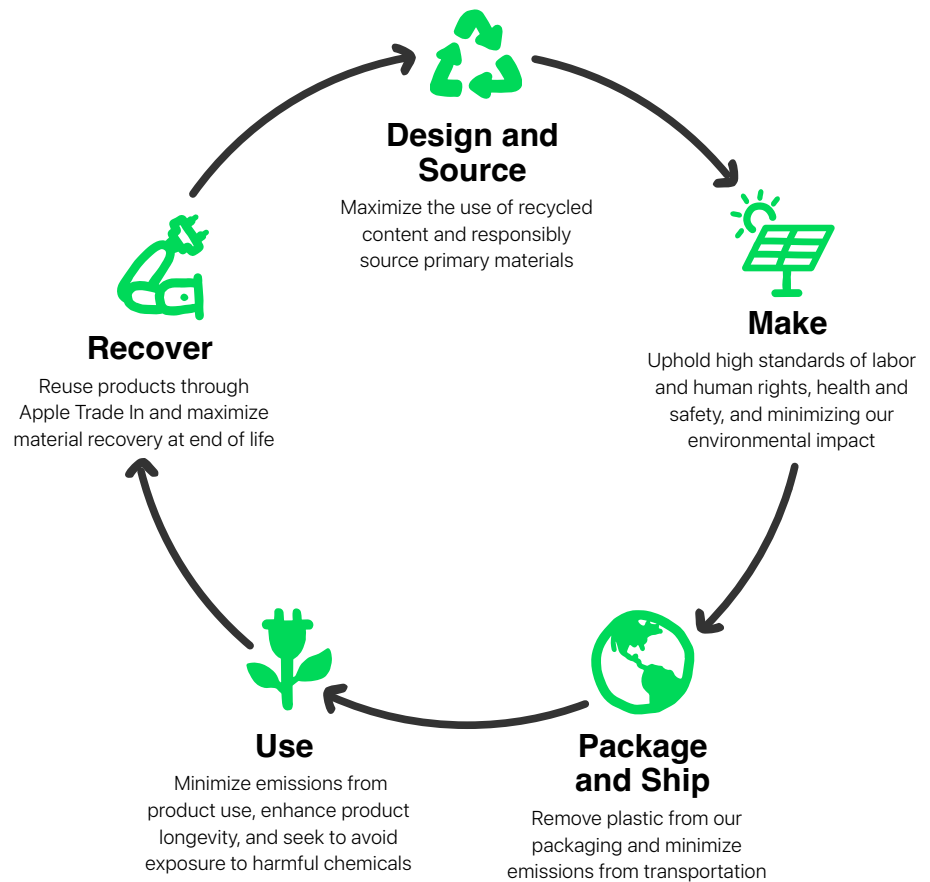 Design and
Source
Maximize the use of recycled
content and responsibly
source primary materials
Make
Uphold high standards of labor
and human rights, health and
safety, and minimizing our
environmental impact
Package
and Ship
Remove plastic from our
packaging and minimize
emissions from transportation
Use
Minimize emissions from
product use, enhance product
longevity, and seek to avoid
exposure to harmful chemicals
Recover
Reuse products through
Apple Trade In and maximize
material recovery at end of life